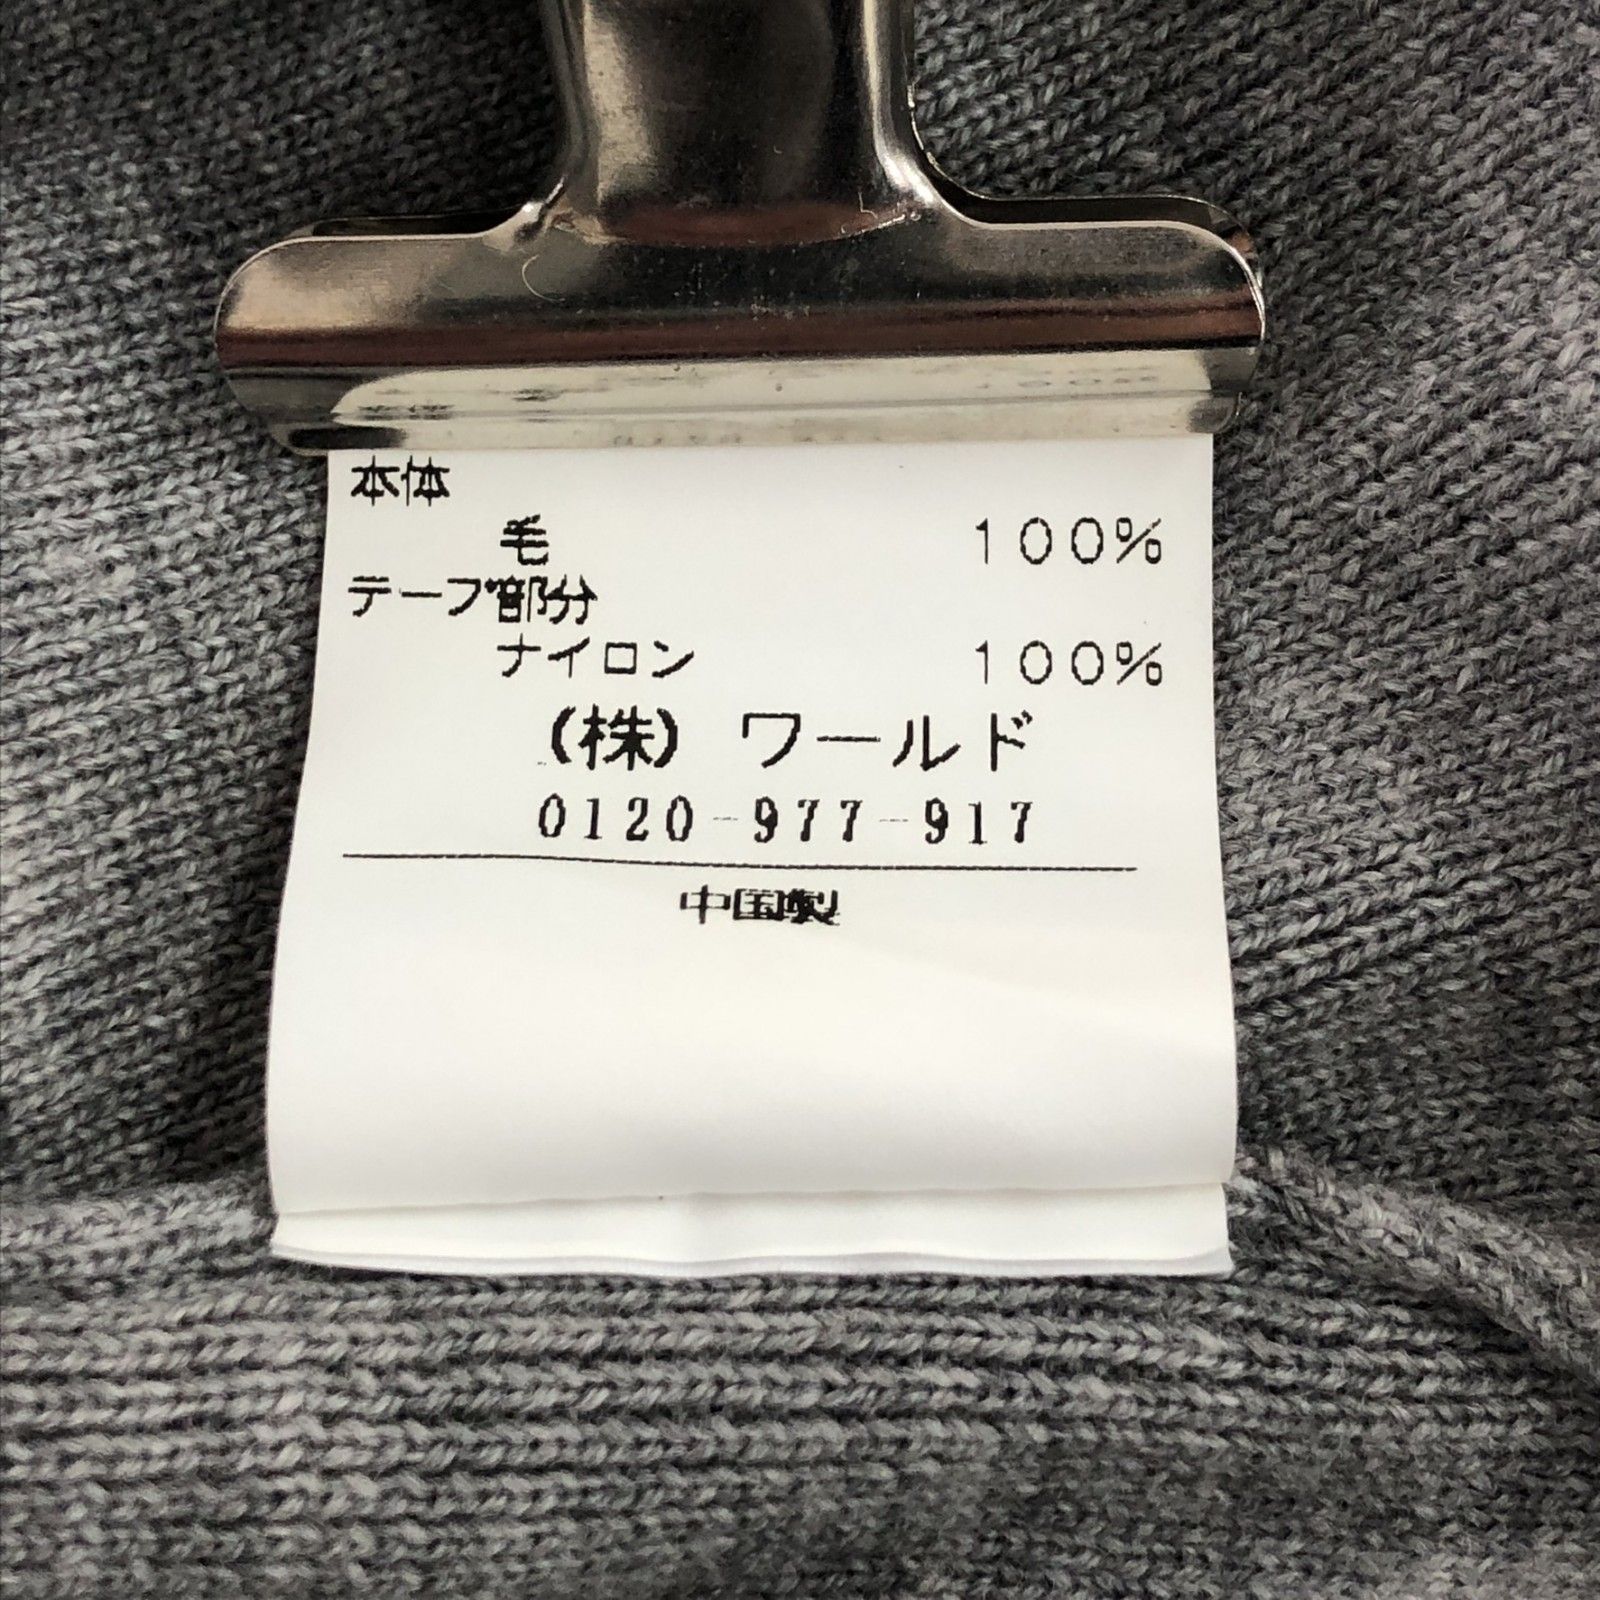 本体
毛 100%
テープ部分
ナイロン 100%
(株) ワールド
0120-977-917
中国製